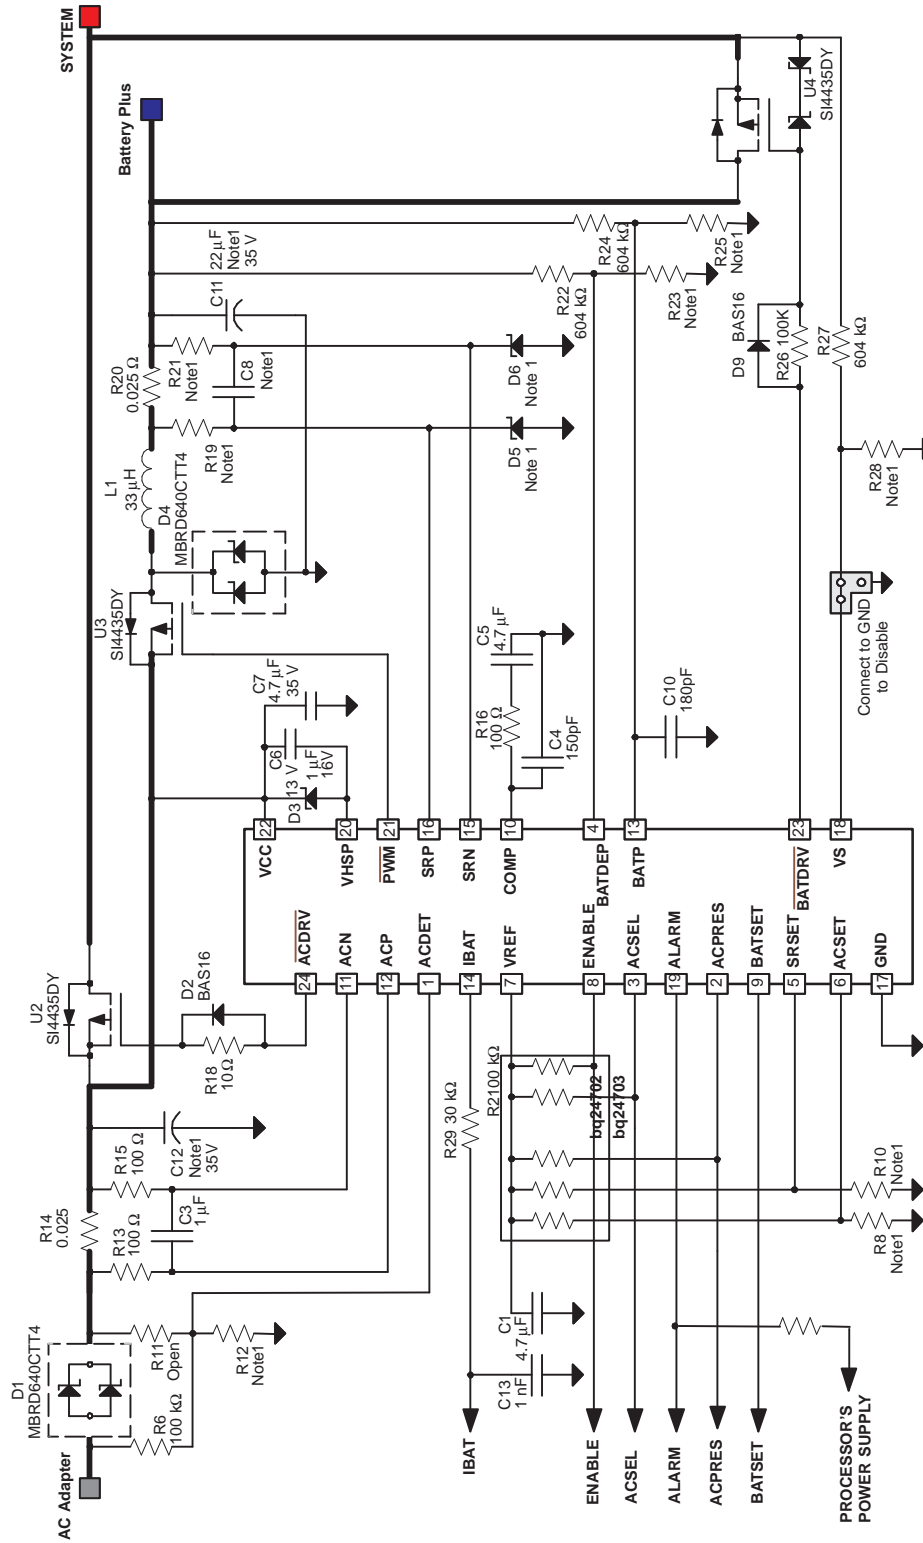 SYSTEM
Battery Plus
AC Adapter
D1
MBRD640CTT4
R6
100 kΩ
R11
Open
R12
Note1
R14
0.025
R13
100 Ω
R15
100 Ω
C3
1 µF
C12
Note1
35V
U2
SI4435DY
R18
10Ω
D2
BAS16
U3
SI4435DY
D4
MBRD640CTT4
L1
33 µH
R20
0.025 Ω
R19
Note1
R21
Note1
C8
Note1
C11
22 µF
Note1
35 V
D5
Note 1
D6
Note 1
R22
604 kΩ
R23
Note1
R24
604 kΩ
R25
Note1
U4
SI4435DY
D9 BAS16
R26 100K
R27
604 kΩ
R28
Note1
Connect to GND
to Disable
C7
4.7 µF
35 V
C6
1 µF
16V
D3 13 V
R16
100 Ω
C5
4.7 µF
C4
150pF
C10
180pF
22 VCC
20 VHSP
21 PWM
16 SRP
15 SRN
10 COMP
4 BATDEP
13 BATP
23 BATDRV
18 VS
24 ACDRV
11 ACN
12 ACP
1 ACDET
14 IBAT
7 VREF
8 ENABLE
3 ACSEL
19 ALARM
2 ACPRES
9 BATSET
5 SRSET
6 ACSET
17 GND
R29 30 kΩ
R2100 kΩ
bq24702
bq24703
R10
Note1
R8
Note1
C1
4.7 µF
C13
1 nF
IBAT
ENABLE
ACSEL
ALARM
ACPRES
BATSET
PROCESSOR'S
POWER SUPPLY